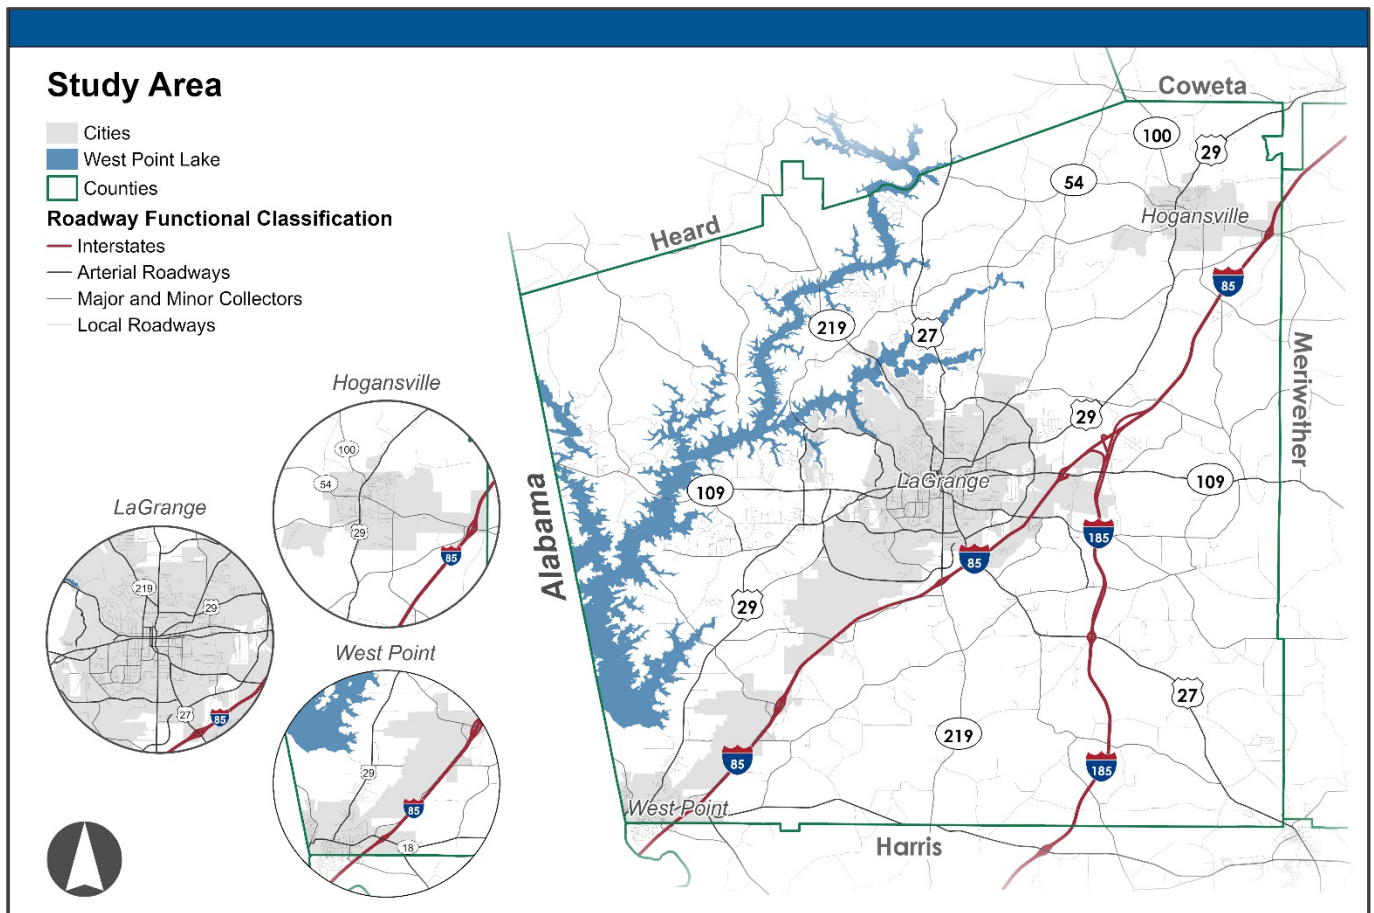 Study Area
Cities
West Point Lake
Counties
Roadway Functional Classification
Interstates
Arterial Roadways
Major and Minor Collectors
Local Roadways
Hogansville
100
54
29
85
LaGrange
219
29
27
85
West Point
29
85
18
Coweta
100
29
54
Hogansville
Heard
85
219
27
Meriwether
29
LaGrange
109
109
Alabama
185
85
29
27
219
85
185
West Point
Harris